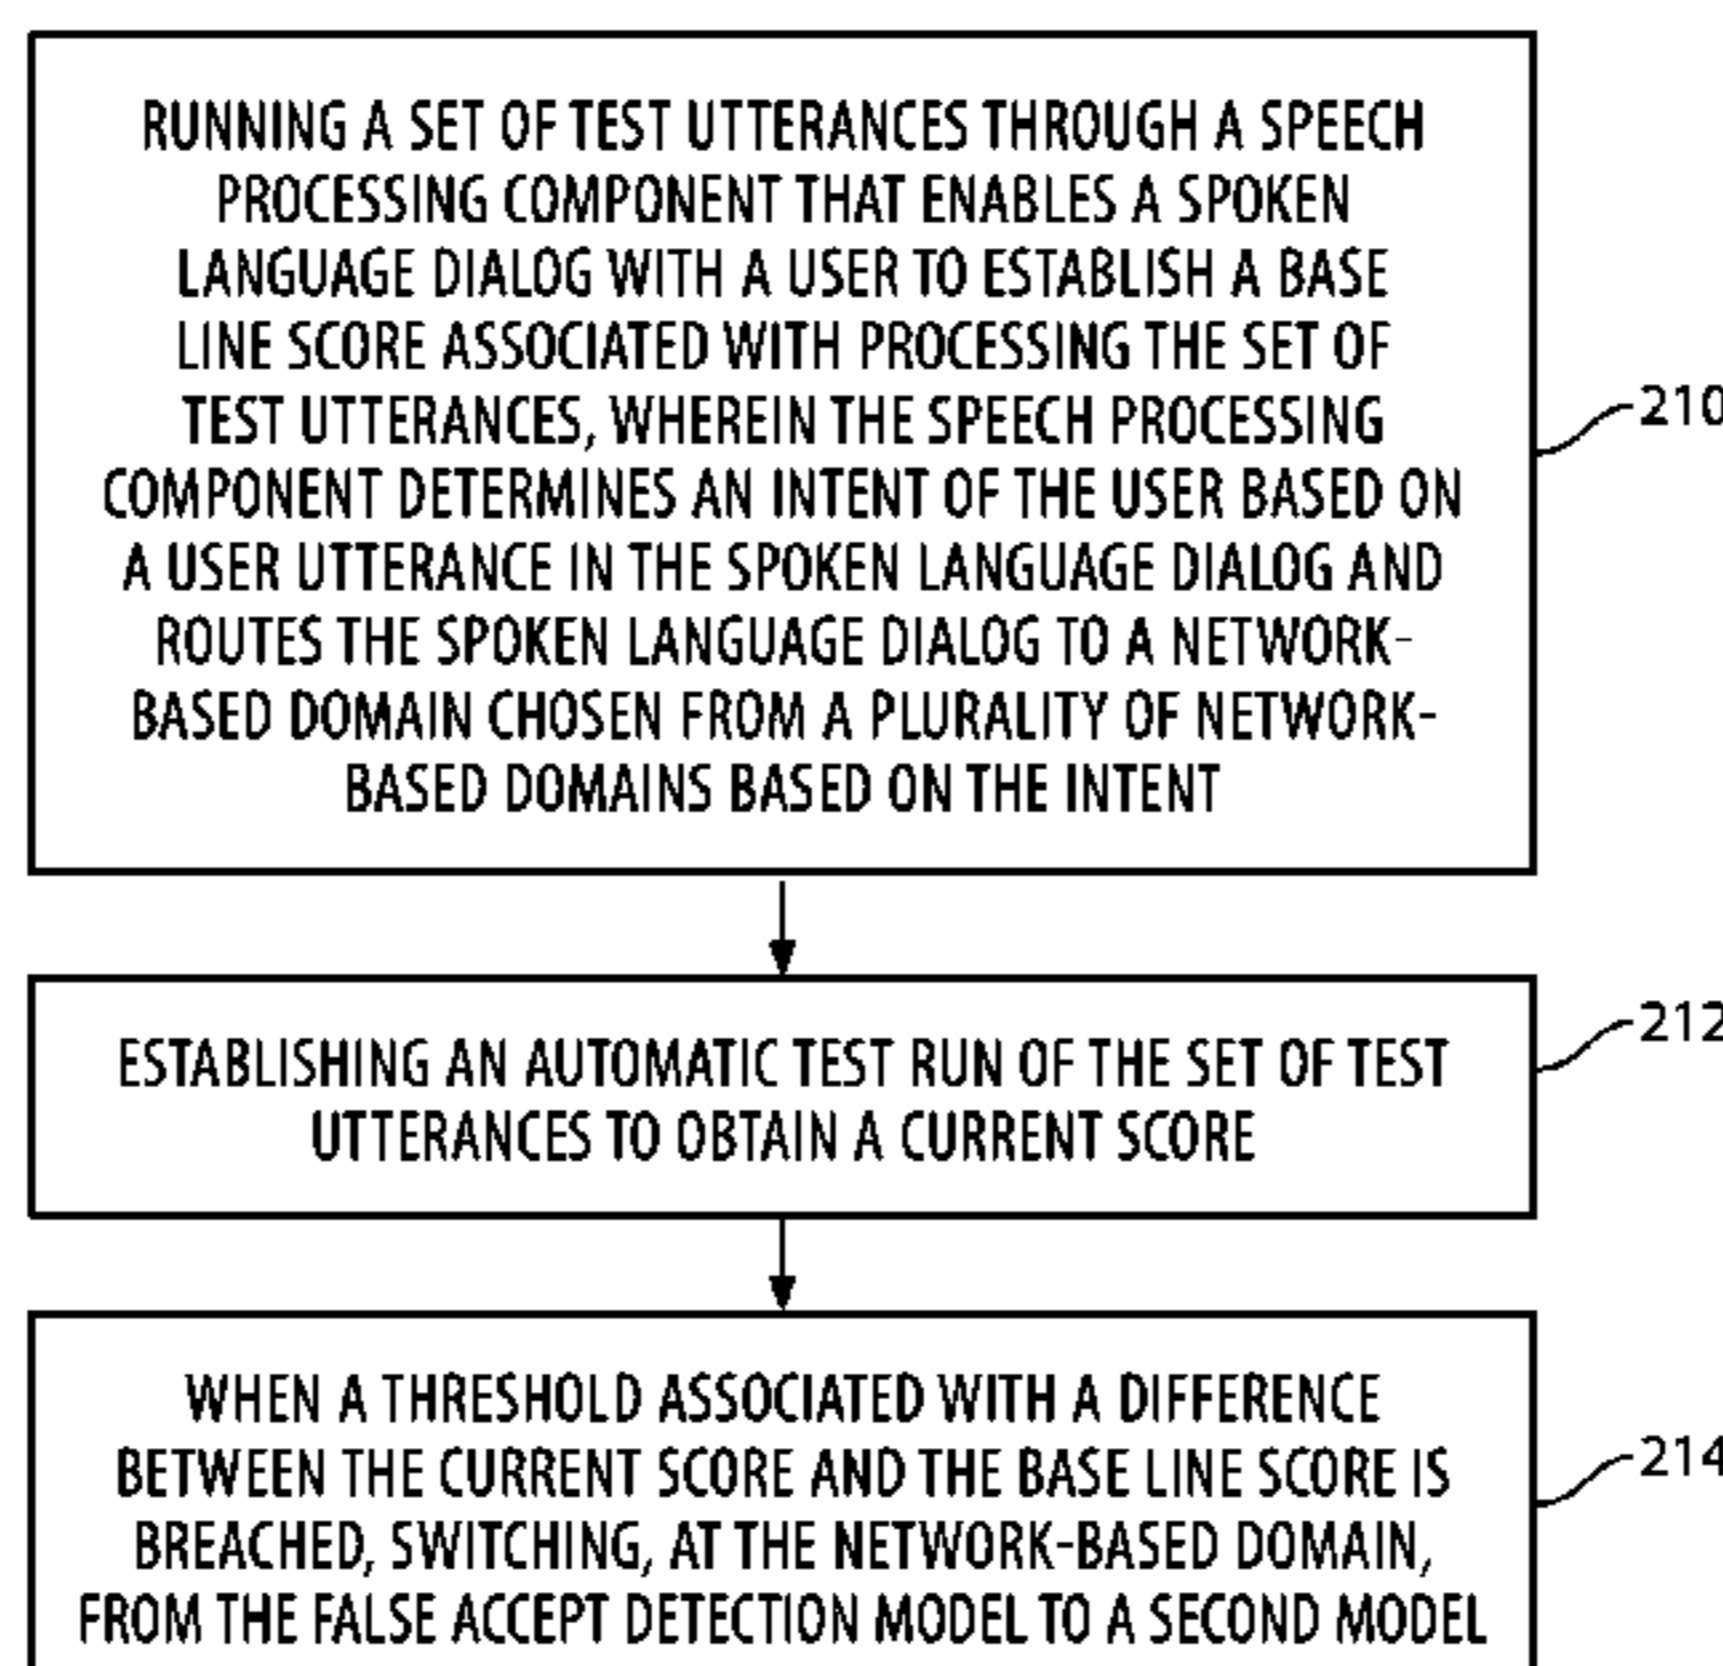 RUNNING A SET OF TEST UTTERANCES THROUGH A SPEECH
PROCESSING COMPONENT THAT ENABLES A SPOKEN
LANGUAGE DIALOG WITH A USER TO ESTABLISH A BASE
LINE SCORE ASSOCIATED WITH PROCESSING THE SET OF
TEST UTTERANCES, WHEREIN THE SPEECH PROCESSING
COMPONENT DETERMINES AN INTENT OF THE USER BASED ON
A USER UTTERANCE IN THE SPOKEN LANGUAGE DIALOG AND
ROUTES THE SPOKEN LANGUAGE DIALOG TO A NETWORK-
BASED DOMAIN CHOSEN FROM A PLURALITY OF NETWORK-
BASED DOMAINS BASED ON THE INTENT
210
ESTABLISHING AN AUTOMATIC TEST RUN OF THE SET OF TEST
UTTERANCES TO OBTAIN A CURRENT SCORE
212
WHEN A THRESHOLD ASSOCIATED WITH A DIFFERENCE
BETWEEN THE CURRENT SCORE AND THE BASE LINE SCORE IS
BREACHED, SWITCHING, AT THE NETWORK-BASED DOMAIN,
FROM THE FALSE ACCEPT DETECTION MODEL TO A SECOND MODEL
214